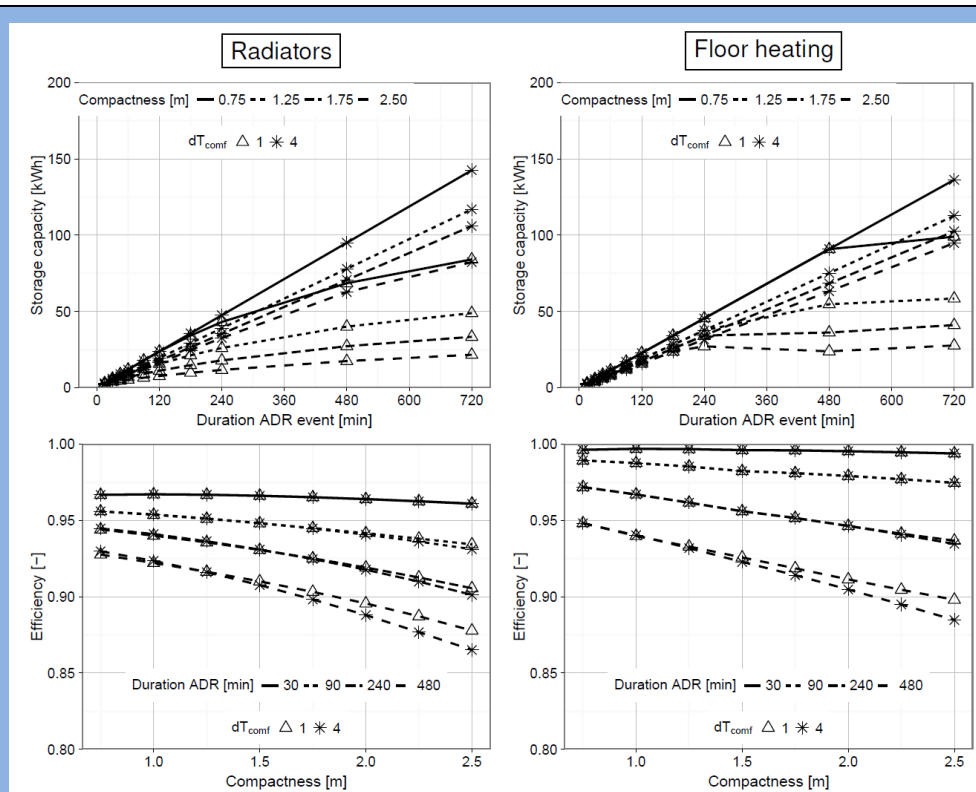 Radiators
Floor heating
200
150
100
50
0
Storage capacity [kWh]
Compactness [m] 0.75 1.25 1.75 2.50
dTcomf 1 4
0 120 240 360 480 600 720
Duration ADR event [min]
200
150
100
50
0
Storage capacity [kWh]
Compactness [m] 0.75 1.25 1.75 2.50
dTcomf 1 4
0 120 240 360 480 600 720
Duration ADR event [min]
1.00
0.95
0.90
0.85
0.80
Efficiency [–]
Duration ADR [min] 30 90 240 480
dTcomf 1 4
1.0 1.5 2.0 2.5
Compactness [m]
1.00
0.95
0.90
0.85
0.80
Efficiency [–]
Duration ADR [min] 30 90 240 480
dTcomf 1 4
1.0 1.5 2.0 2.5
Compactness [m]